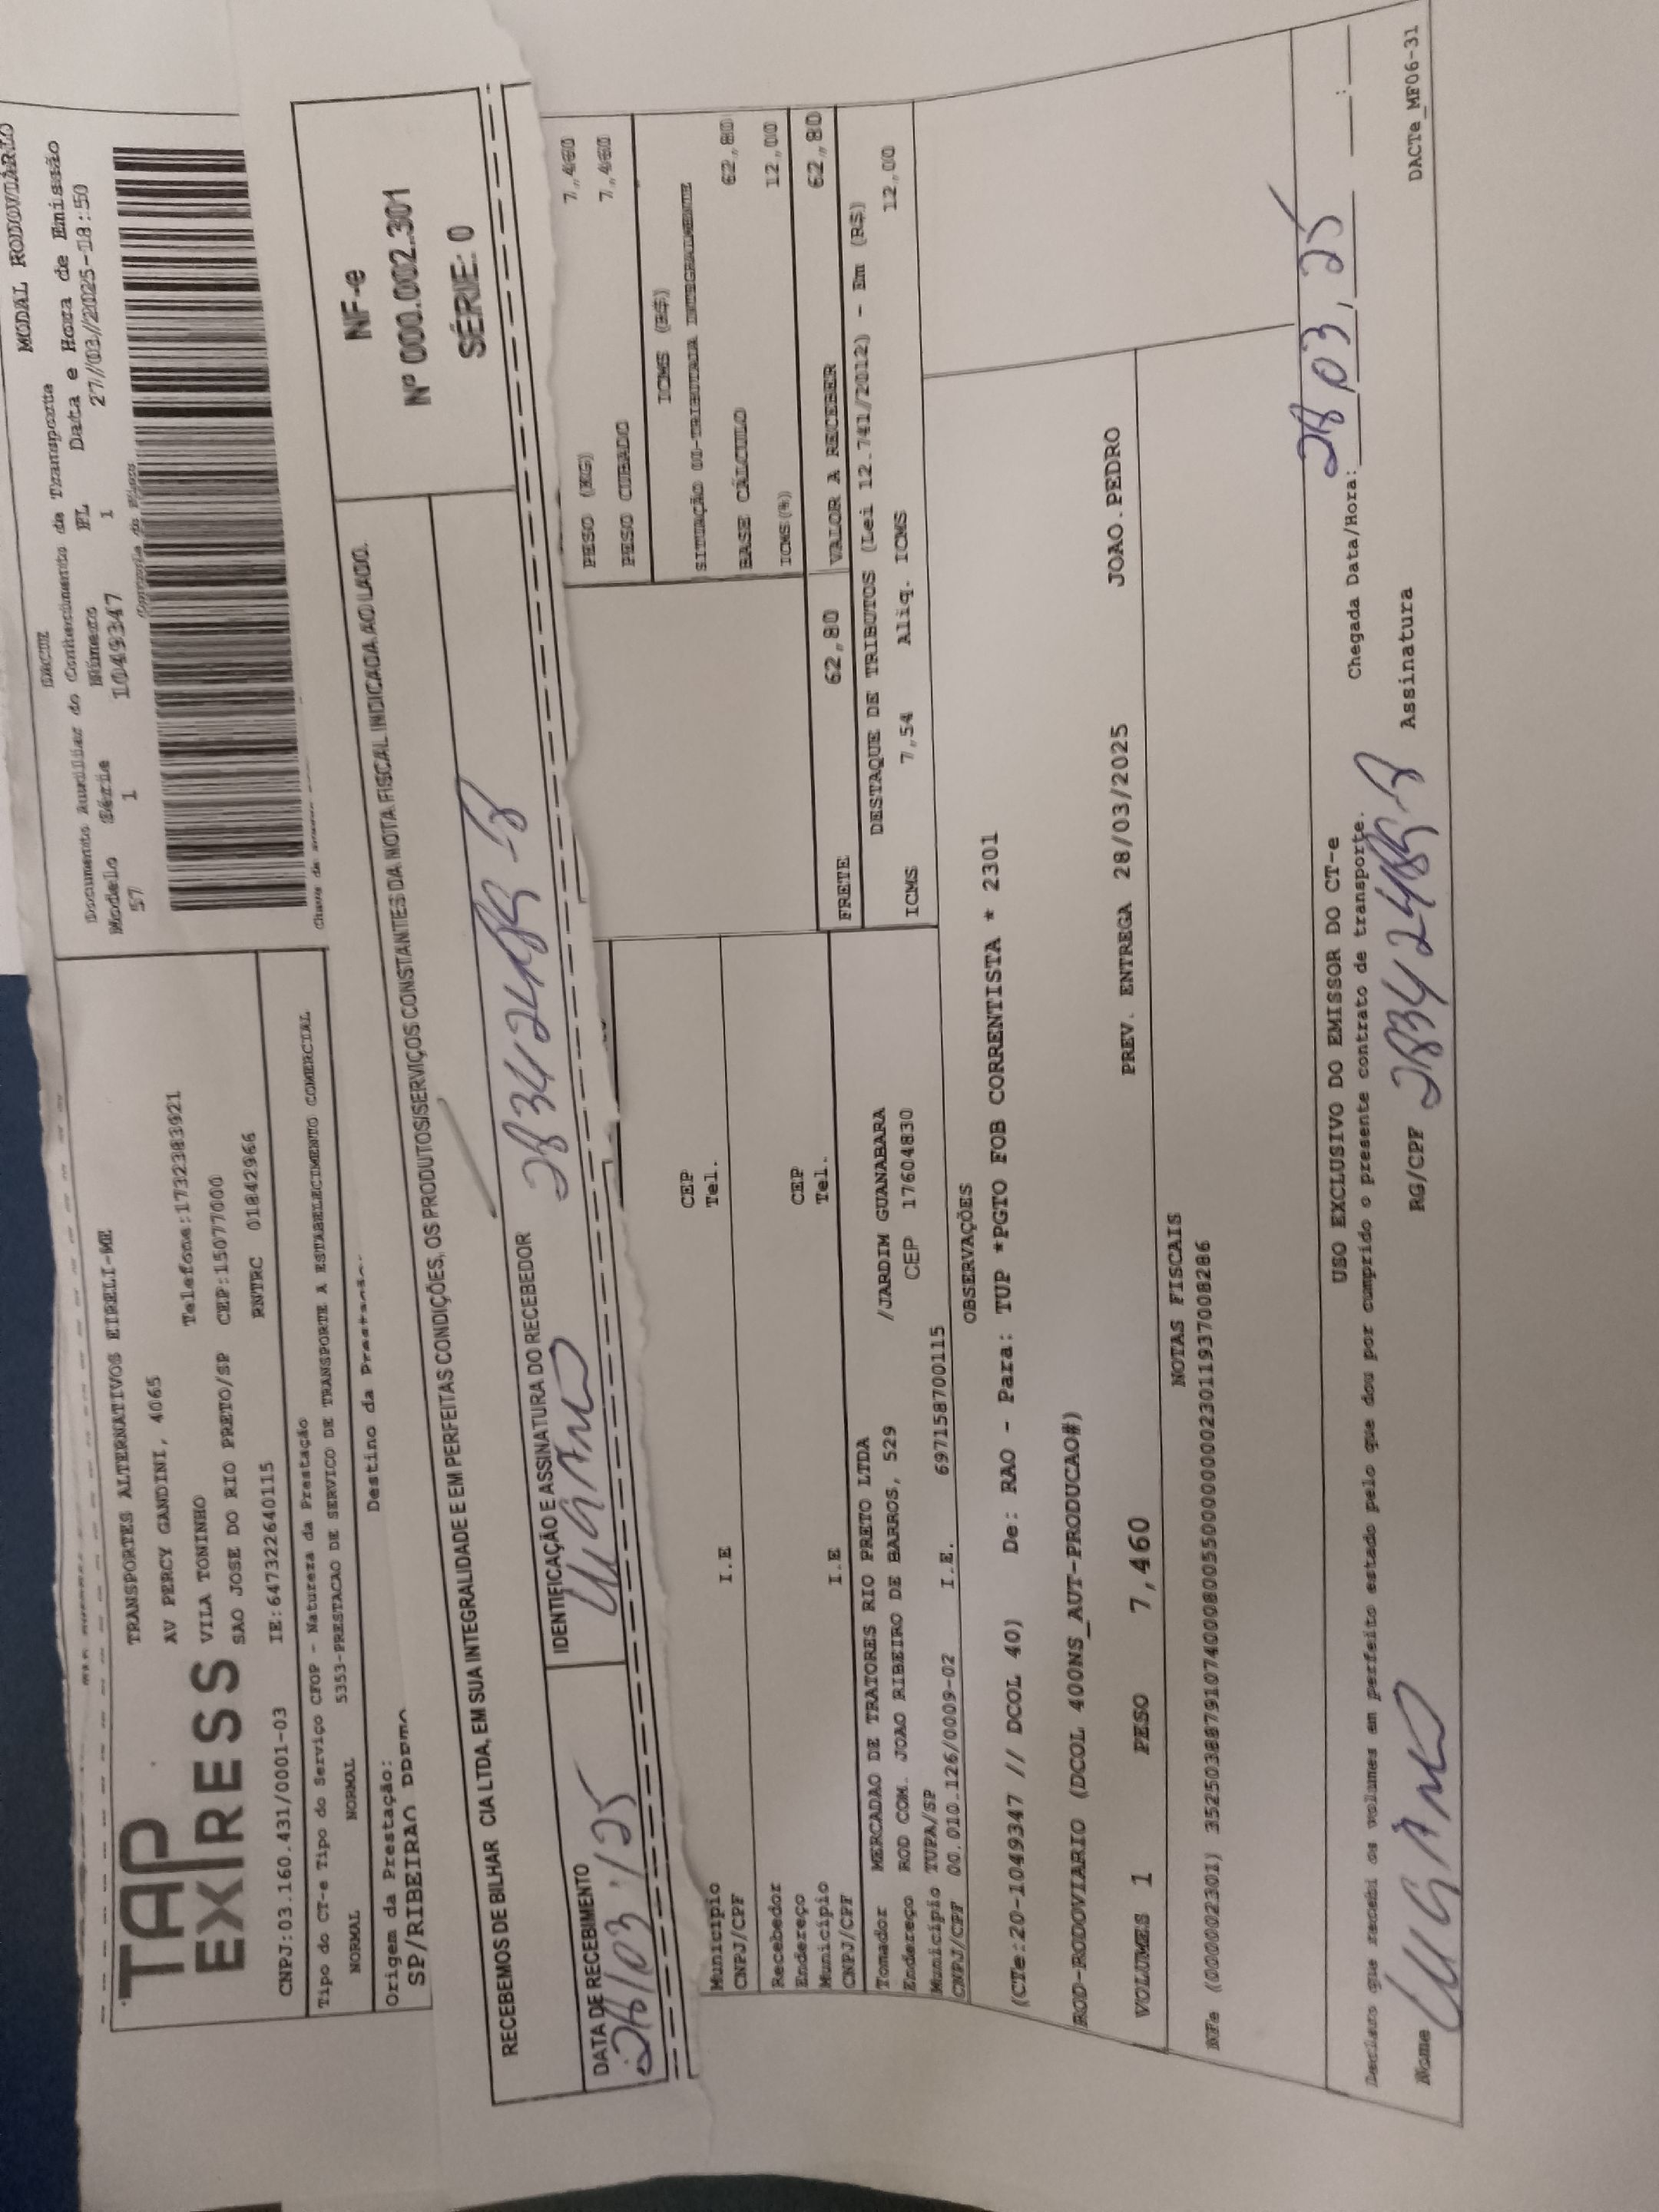 MODAL RODOVIÁRIO
DACTE
Documento Auxiliar do Conhecimento de Transporte
Modelo Série Número FL Data e Hora de Emissão
57 1 1049347 1 27/03/2025-18:50
TAP
EXPRESS
TRANSPORTES ALTERNATIVOS EIRELI-ME
AV PERCY GANDINI, 4065
VILA TONINHO Telefone:1732383921
SAO JOSE DO RIO PRETO/SP CEP:15077000
CNPJ:03.160.431/0001-03 IE:647322640115 RNTRC 01842966
Tipo do CT-e Tipo do Serviço CFOP - Natureza da Prestação
NORMAL NORMAL 5353-PRESTACAO DE SERVICO DE TRANSPORTE A ESTABELECIMENTO COMERCIAL
Origem da Prestação: Destino da
SP/RIBEIRAO
RECEBEMOS DE BILHAR CIA LTDA, EM SUA INTEGRALIDADE E EM PERFEITAS CONDIÇÕES, OS PRODUTOS/SERVIÇOS CONSTANTES DA NOTA FISCAL INDICADA AO LADO.
NF-e
Nº 000.002.301
SÉRIE: 0
DATA DE RECEBIMENTO IDENTIFICAÇÃO E ASSINATURA DO RECEBEDOR
28/03/25
PESO (KG) 7,460
PESO CUBADO 7,460
ICMS (R$)
SITUAÇÃO 00-TRIBUTADA INTEGRALMENTE
BASE CÁLCULO 62,80
ICMS(%) 12,00
Município CEP
CNPJ/CPF I.E Tel.
Recebedor
Endereço
Município CEP
CNPJ/CPF I.E Tel.
FRETE 62,80 VALOR A RECEBER 62,80
Tomador MERCADAO DE TRATORES RIO PRETO LTDA
Endereço ROD COM. JOAO RIBEIRO DE BARROS, 529 /JARDIM GUANABARA
Município TUPA/SP CEP 17604830
CNPJ/CPF 00.010.126/0009-02 I.E. 697158700115
DESTAQUE DE TRIBUTOS (Lei 12.741/2012) - Em (R$)
ICMS 7,54 Aliq. ICMS 12,00
OBSERVAÇÕES
(CTe:20-1049347 // DCOL 40) De: RAO - Para: TUP *PGTO FOB CORRENTISTA * 2301
ROD-RODOVIARIO (DCOL 400NS_AUT-PRODUCAO#)
VOLUMES 1 PESO 7,460 PREV. ENTREGA 28/03/2025 JOAO.PEDRO
NOTAS FISCAIS
NFe (000002301) 35250388791074000800550000000023011937008286
USO EXCLUSIVO DO EMISSOR DO CT-e
Declaro que recebi os volumes em perfeito estado pelo que dou por cumprido o presente contrato de transporte. Chegada Data/Hora: 28,03,25 __:__
Nome RG/CPF Assinatura
DACTe_MF06-31